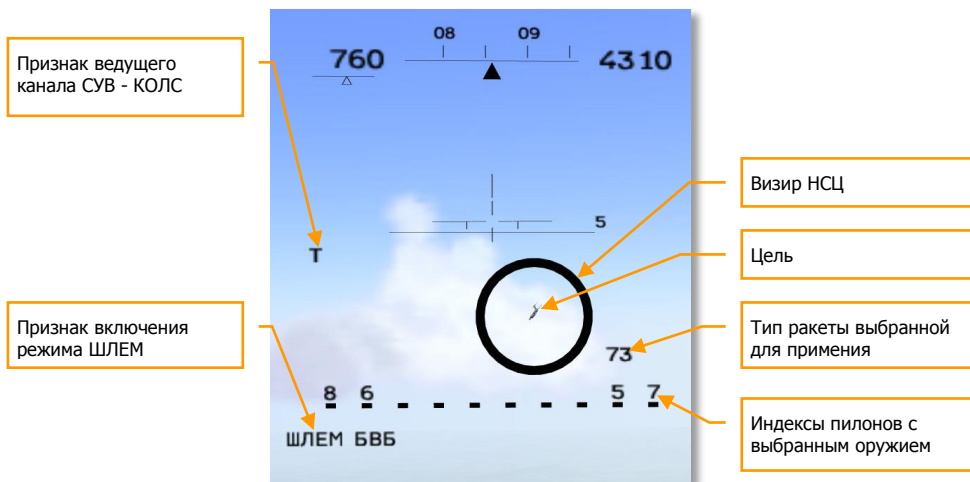 Признак ведущего
канала СУВ - КОЛС
Признак включения
режима ШЛЕМ
760
08 09
4310
5
Т
73
8 6 5 7
ШЛЕМ БВБ
Визир НСЦ
Цель
Тип ракеты выбранной
для примения
Индексы пилонов с
выбранным оружием